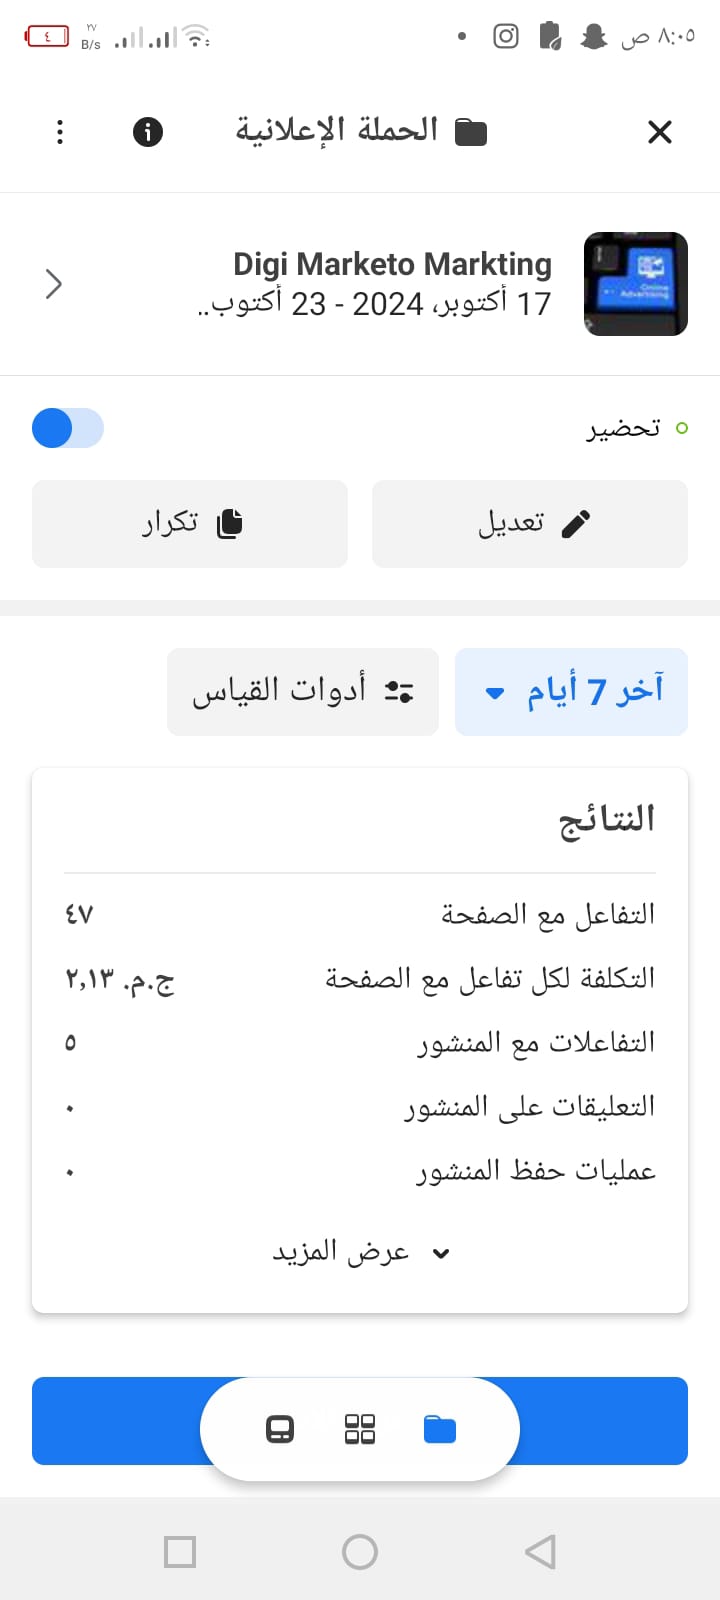 ٨:٠٥ ص
٢٧ B/s
٤
الحملة الإعلانية
Digi Marketo Markting
17 أكتوبر، 2024 - 23 أكتوب..
Online
Advertising
تحضير
تعديل
تكرار
آخر 7 أيام
أدوات القياس
النتائج
التفاعل مع الصفحة ٤٧
التكلفة لكل تفاعل مع الصفحة ج.م. ٢,١٣
التفاعلات مع المنشور ٥
التعليقات على المنشور ٠
عمليات حفظ المنشور ٠
عرض المزيد